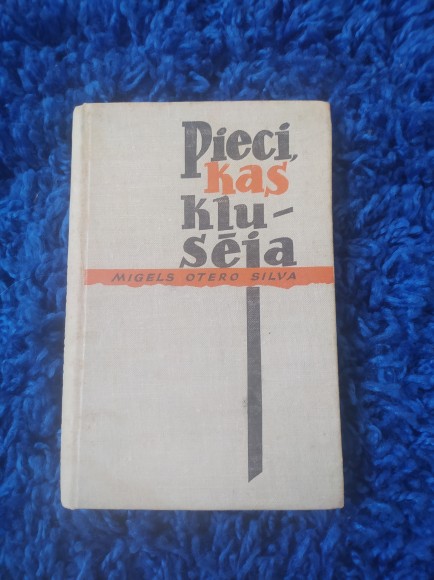 Pieci,
kas
klu-
sēja
MIGELS OTERO SILVA